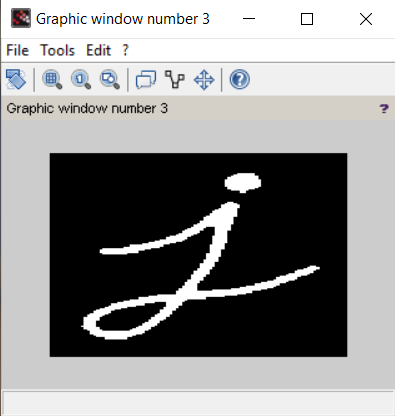 Graphic window number 3
File Tools Edit ?
Graphic window number 3 ?
j